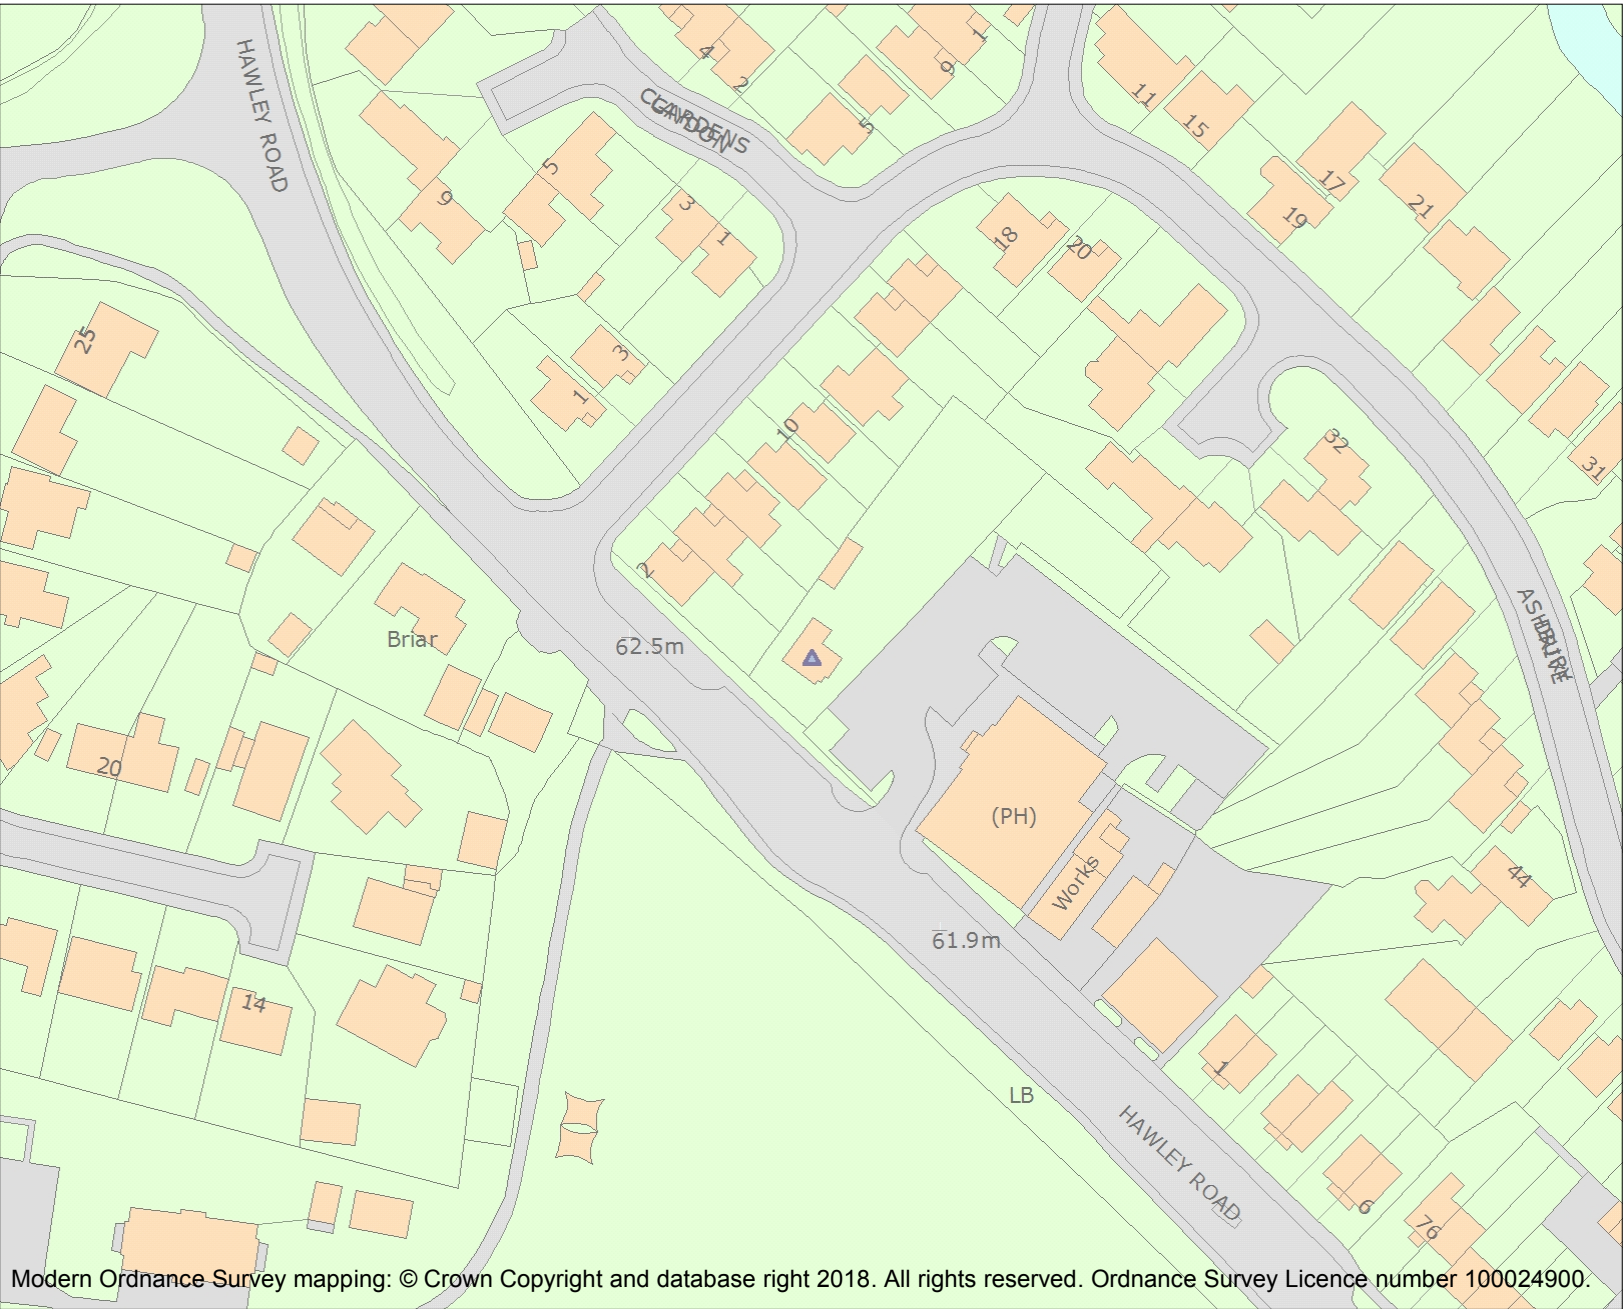 HAWLEY ROAD
4
2
9
1
11
15
5
CLAYDON
GARDENS
17
19
21
5
9
3
1
18
20
25
3
1
10
32
31
2
Briar
62.5m
ASHBURY
DRIVE
20
(PH)
Works
44
61.9m
14
LB
1
HAWLEY ROAD
6
76
Modern Ordnance Survey mapping: © Crown Copyright and database right 2018. All rights reserved. Ordnance Survey Licence number 100024900.